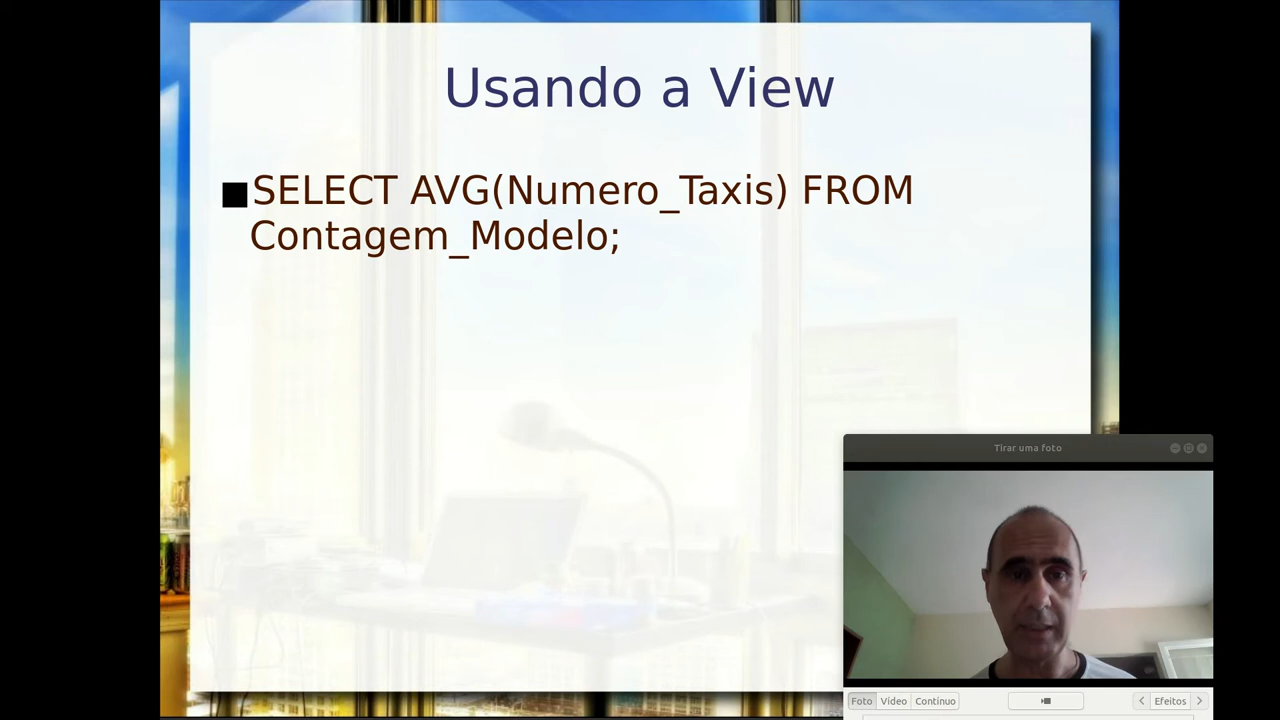 Usando a View
■SELECT AVG(Numero_Taxis) FROM
Contagem_Modelo;
Tirar uma foto
Foto Vídeo Contínuo
Efeitos